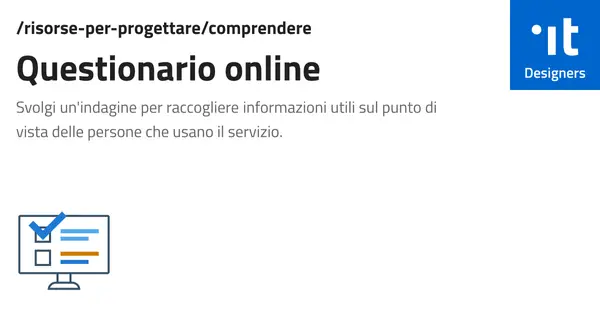 /risorse-per-progettare/comprendere
Questionario online
Svolgi un'indagine per raccogliere informazioni utili sul punto di
vista delle persone che usano il servizio.
it
Designers